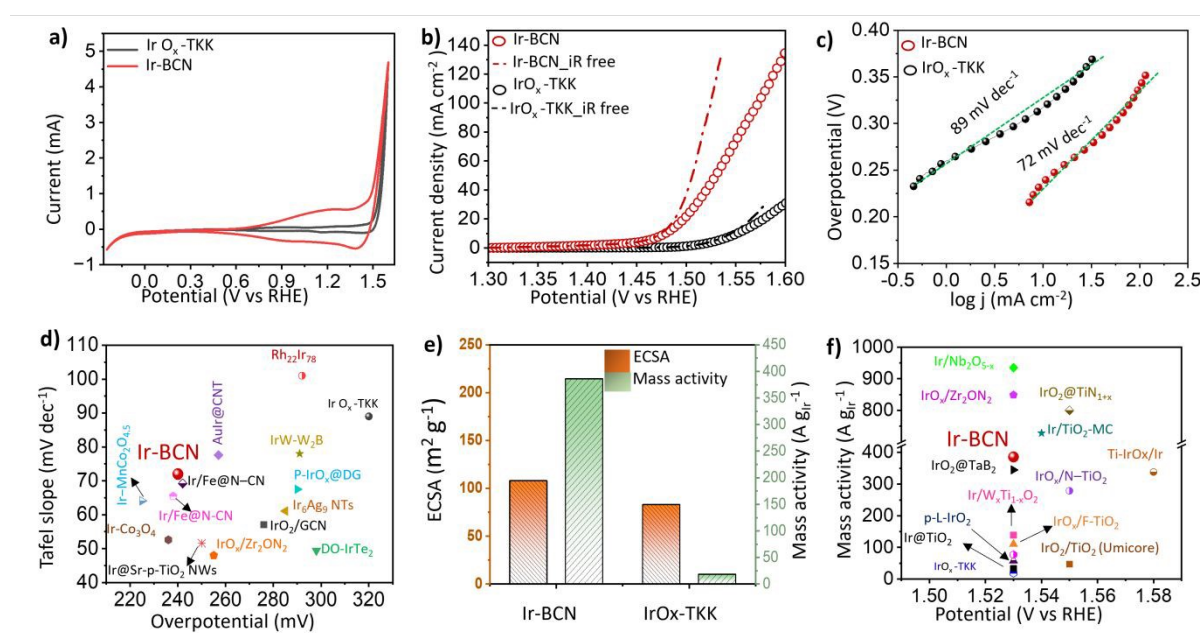 a)
Ir Oₓ-TKK
Ir-BCN
Current (mA)
5
4
3
2
1
0
−1
0.0 0.3 0.6 0.9 1.2 1.5
Potential (V vs RHE)
b)
Ir-BCN
Ir-BCN_iR free
IrOₓ-TKK
IrOₓ-TKK_iR free
Current density (mA cm⁻²)
140
120
100
80
60
40
20
0
1.30 1.35 1.40 1.45 1.50 1.55 1.60
Potential (V vs RHE)
c)
Ir-BCN
IrOₓ-TKK
89 mV dec⁻¹
72 mV dec⁻¹
Overpotential (V)
0.40
0.35
0.30
0.25
0.20
0.15
-0.5 0.0 0.5 1.0 1.5 2.0 2.5
log j (mA cm⁻²)
d)
Tafel slope (mV dec⁻¹)
110
100
90
80
70
60
50
40
Rh₂₂Ir₇₈
Ir Oₓ-TKK
AuIr@CNT
Ir–MnCo₂O₄.₅
IrW-W₂B
Ir-BCN
Ir/Fe@N–CN
P-IrOₓ@DG
Ir/Fe@N-CN
Ir₆Ag₉ NTs
IrO₂/GCN
Ir-Co₃O₄
IrOₓ/Zr₂ON₂
DO-IrTe₂
Ir@Sr-p-TiO₂ NWs
220 240 260 280 300 320
Overpotential (mV)
e)
ECSA
Mass activity
ECSA (m² g⁻¹)
250
200
150
100
50
0
Ir-BCN IrOx-TKK
450
400
350
300
250
200
150
100
50
0
Mass activity (A g_Ir⁻¹)
f)
Mass activity (A g_Ir⁻¹)
1000
900
800
700
600
500
400
300
200
100
0
Ir/Nb₂O₅₋ₓ
IrOₓ/Zr₂ON₂
IrO₂@TiN₁₊ₓ
Ir/TiO₂-MC
Ir-BCN
Ti-IrOx/Ir
IrO₂@TaB₂
IrOₓ/N–TiO₂
Ir/WₓTi₁₋ₓO₂
p-L-IrO₂
IrOₓ/F-TiO₂
Ir@TiO₂
IrO₂/TiO₂ (Umicore)
IrOₓ-TKK
1.50 1.52 1.54 1.56 1.58
Potential (V vs RHE)